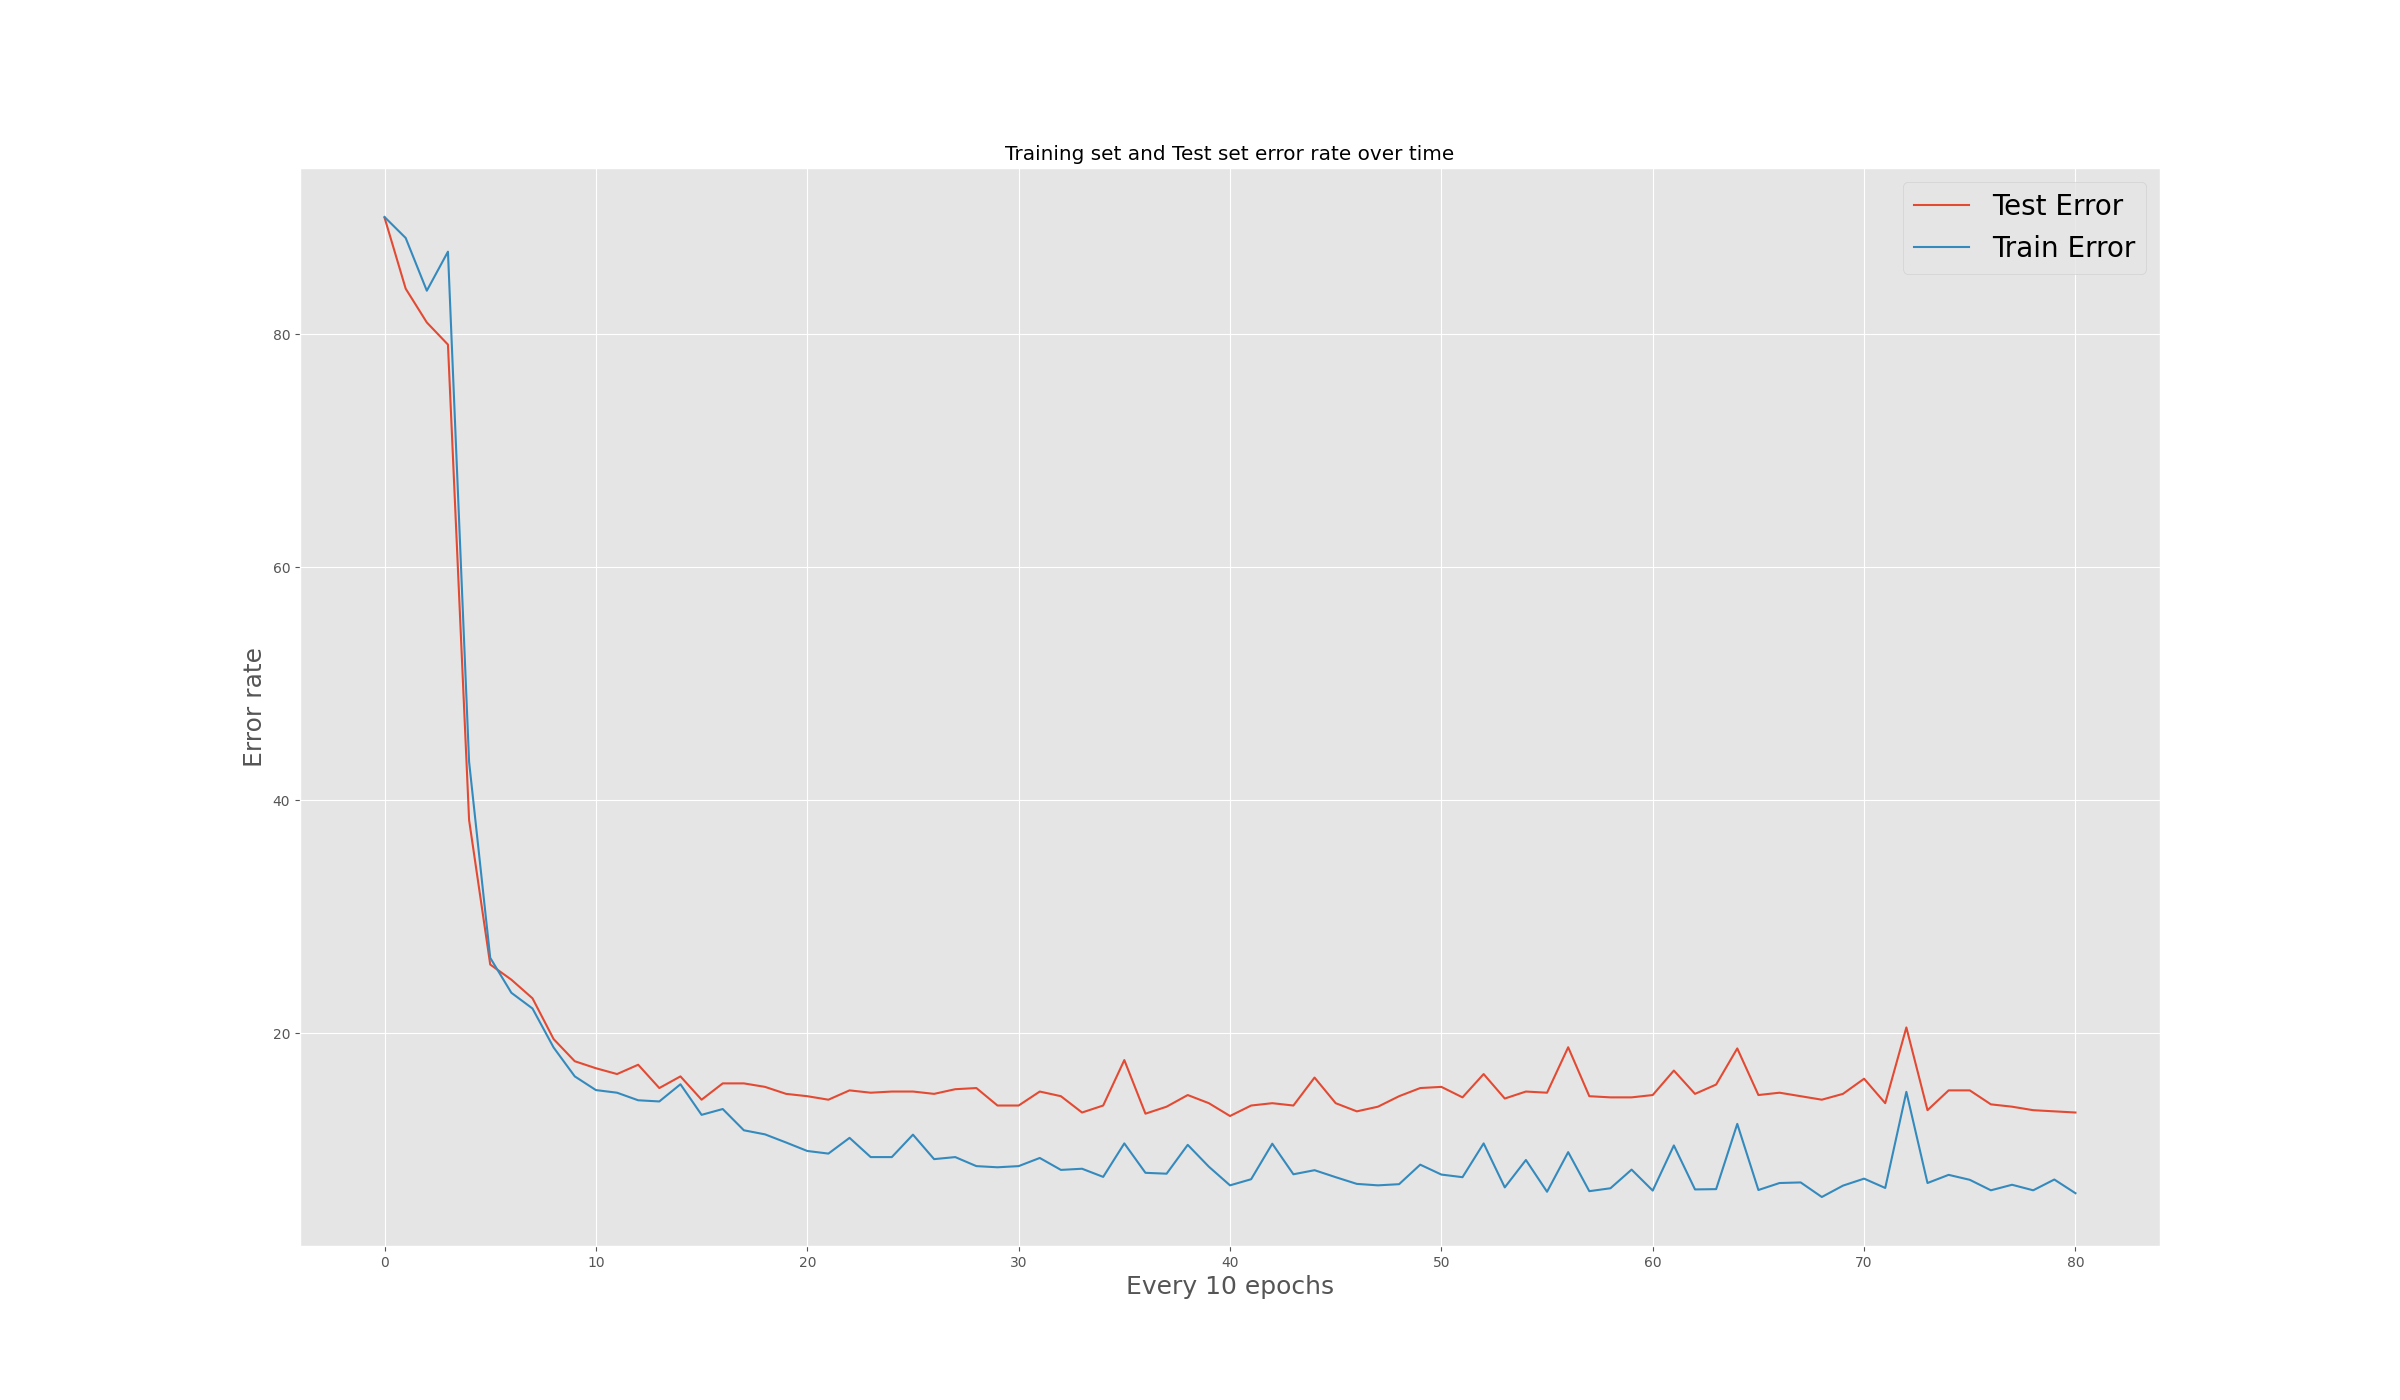 Training set and Test set error rate over time
Test Error
Train Error
80
60
40
20
Error rate
0 10 20 30 40 50 60 70 80
Every 10 epochs